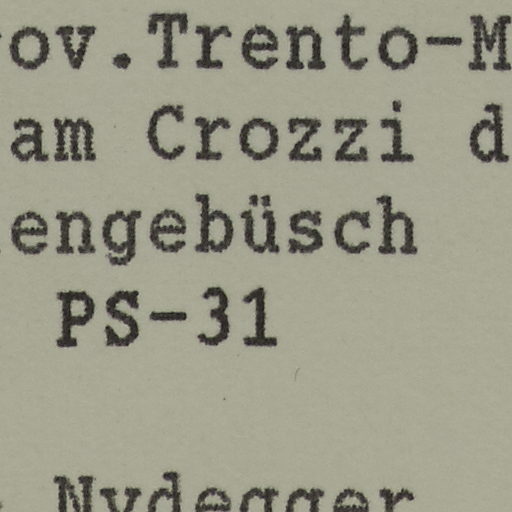 ov.Trento-M
am Crozzi d
engebüsch
PS-31
Nydegger